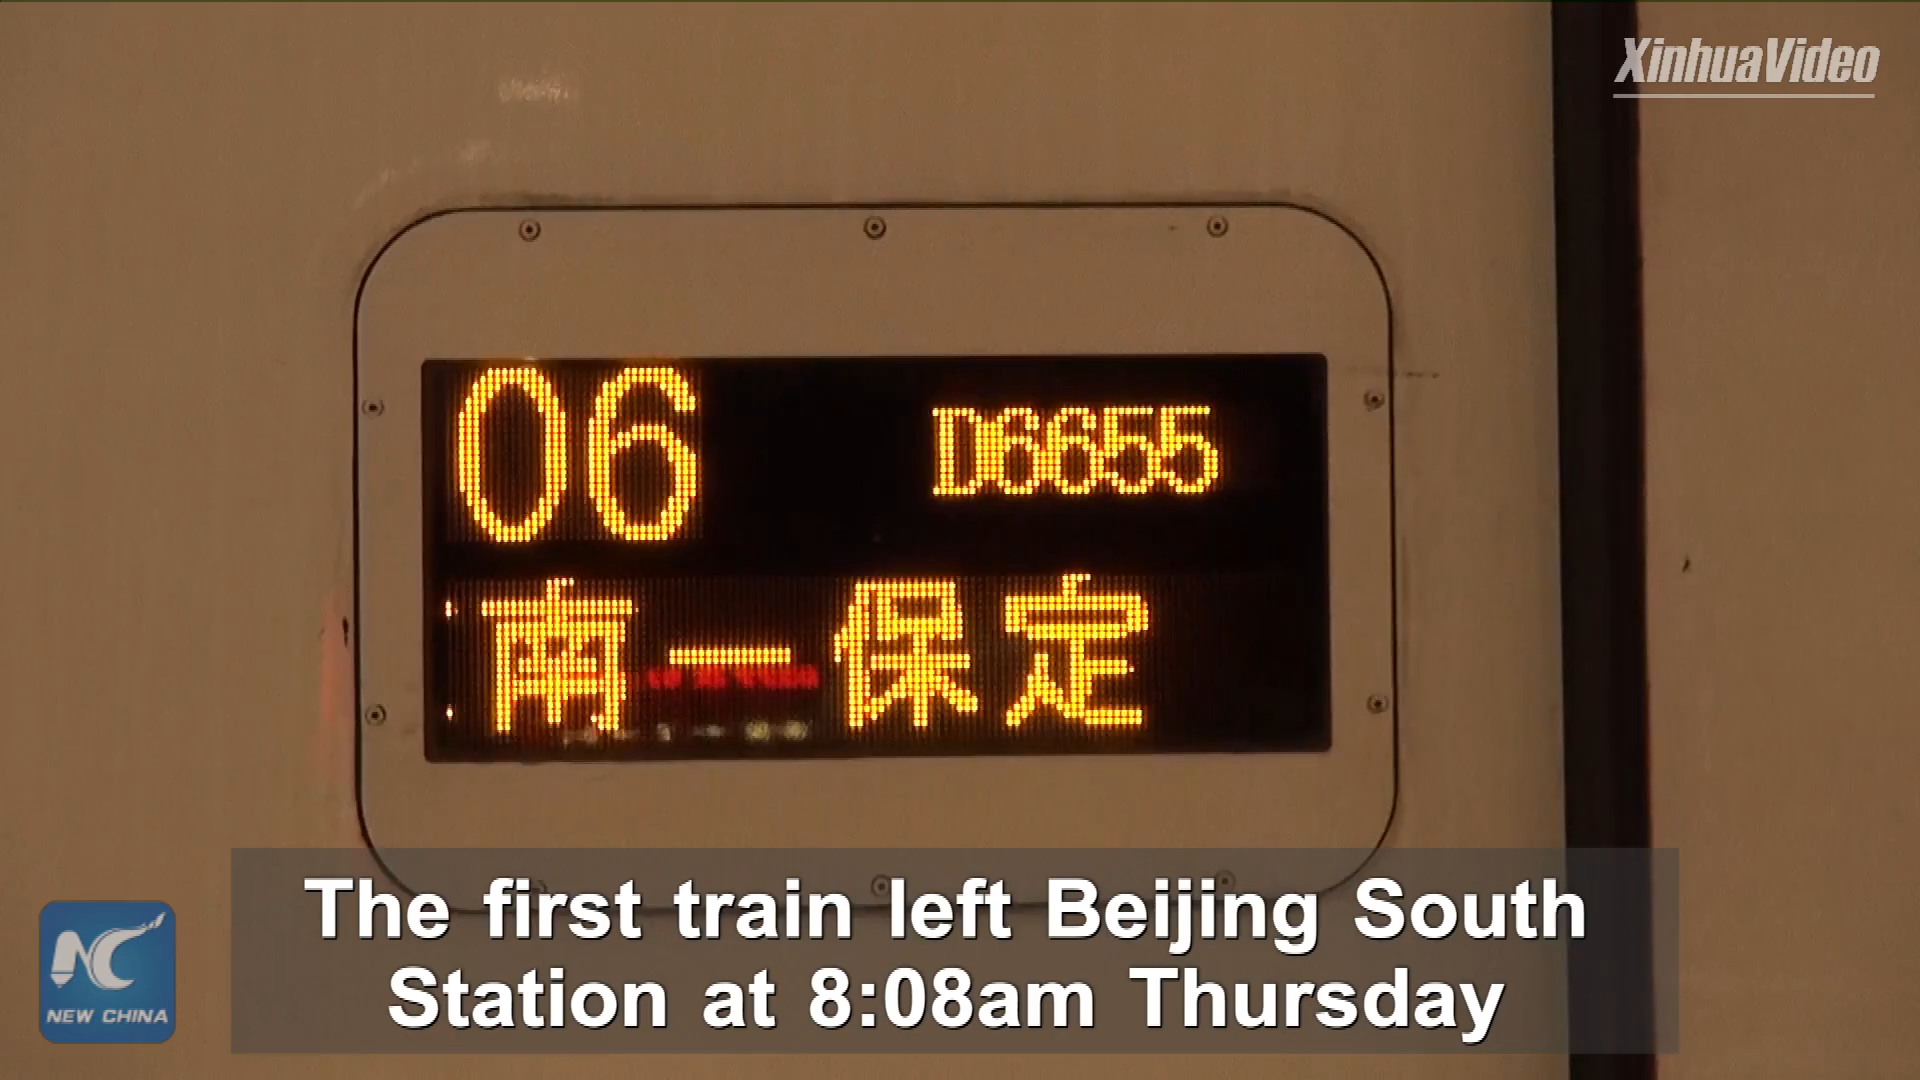 XinhuaVideo
06 D6655
南—保定
The first train left Beijing South
Station at 8:08am Thursday
NEW CHINA